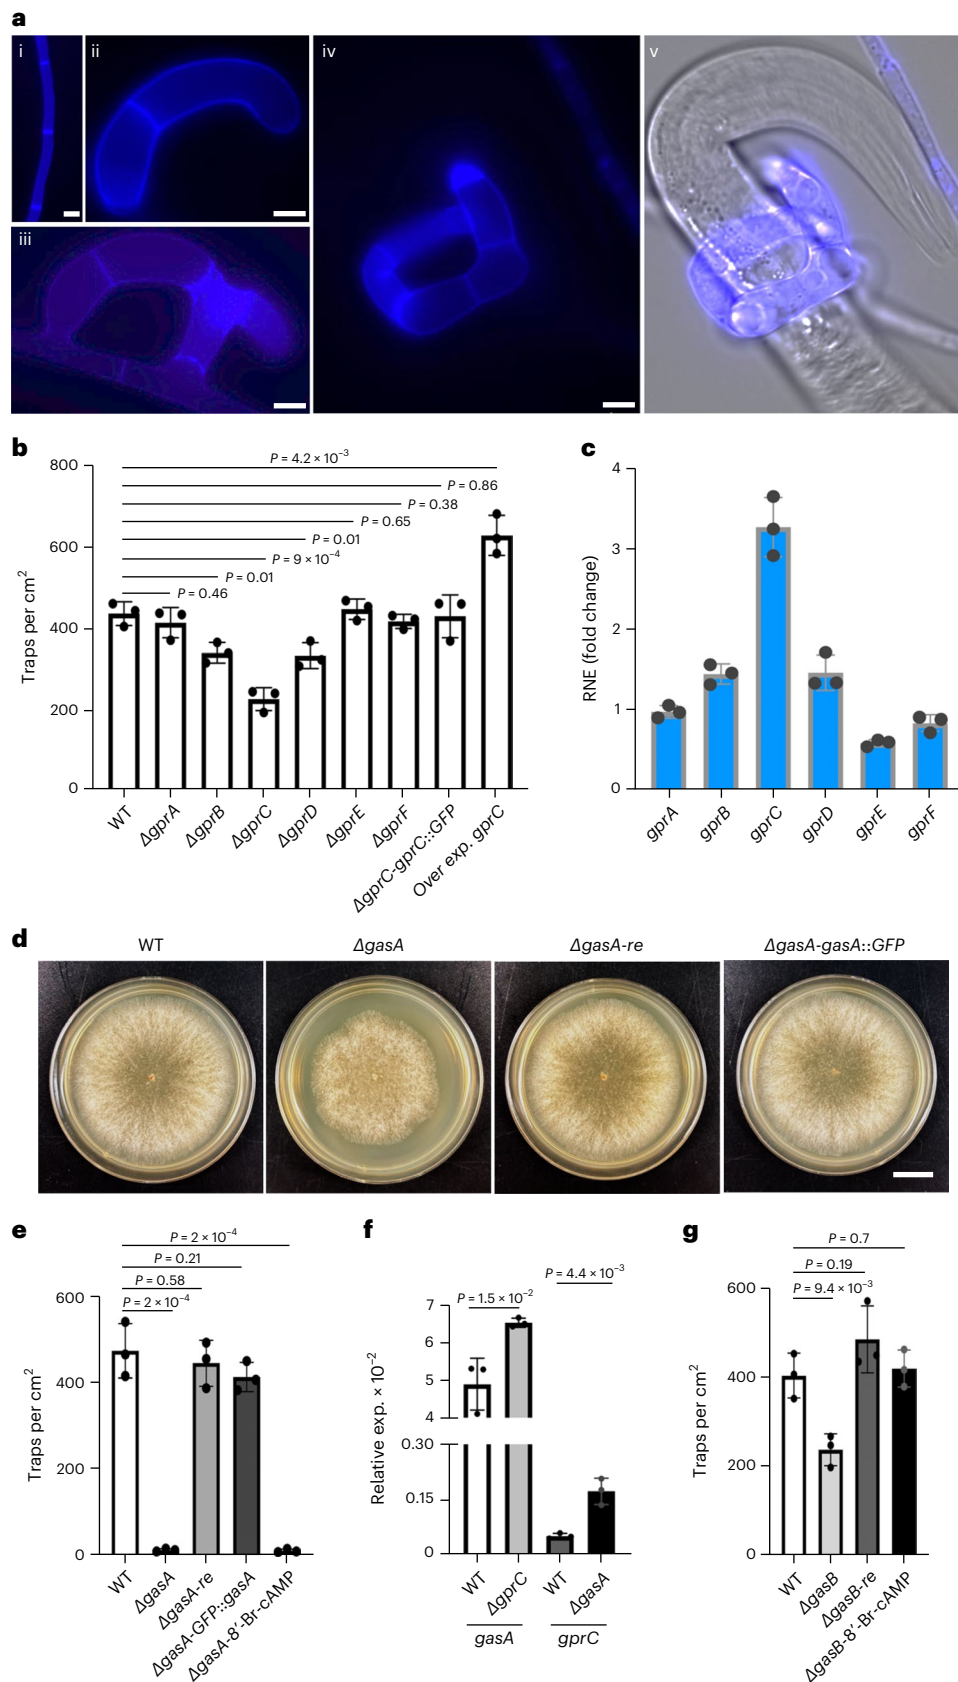 a
i
ii
iii
iv
v
b
Traps per cm2
800
600
400
200
0
P = 4.2 × 10−3
P = 0.86
P = 0.38
P = 0.65
P = 0.01
P = 9 × 10−4
P = 0.01
P = 0.46
WT
ΔgprA
ΔgprB
ΔgprC
ΔgprD
ΔgprE
ΔgprF
ΔgprC-gprC::GFP
Over exp. gprC
c
RNE (fold change)
4
3
2
1
0
gprA
gprB
gprC
gprD
gprE
gprF
d
WT
ΔgasA
ΔgasA-re
ΔgasA-gasA::GFP
e
Traps per cm2
600
400
200
0
P = 2 × 10−4
P = 0.21
P = 0.58
P = 2 × 10−4
WT
ΔgasA
ΔgasA-re
ΔgasA-GFP::gasA
ΔgasA-8′-Br-cAMP
f
Relative exp. × 10−2
7
6
5
4
0.30
0.15
0
P = 4.4 × 10−3
P = 1.5 × 10−2
WT
ΔgprC
WT
ΔgasA
gasA
gprC
g
Traps per cm2
600
400
200
0
P = 0.7
P = 0.19
P = 9.4 × 10−3
WT
ΔgasB
ΔgasB-re
ΔgasB-8′-Br-cAMP